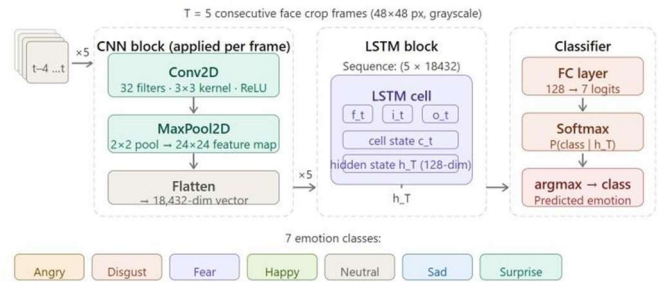 T = 5 consecutive face crop frames (48×48 px, grayscale)
t–4 ...t
×5
CNN block (applied per frame)
Conv2D
32 filters · 3×3 kernel · ReLU
MaxPool2D
2×2 pool → 24×24 feature map
Flatten
→ 18,432-dim vector
×5
LSTM block
Sequence: (5 × 18432)
LSTM cell
f_t i_t o_t
cell state c_t
hidden state h_T (128-dim)
h_T
Classifier
FC layer
128 → 7 logits
Softmax
P(class | h_T)
argmax → class
Predicted emotion
7 emotion classes:
Angry Disgust Fear Happy Neutral Sad Surprise